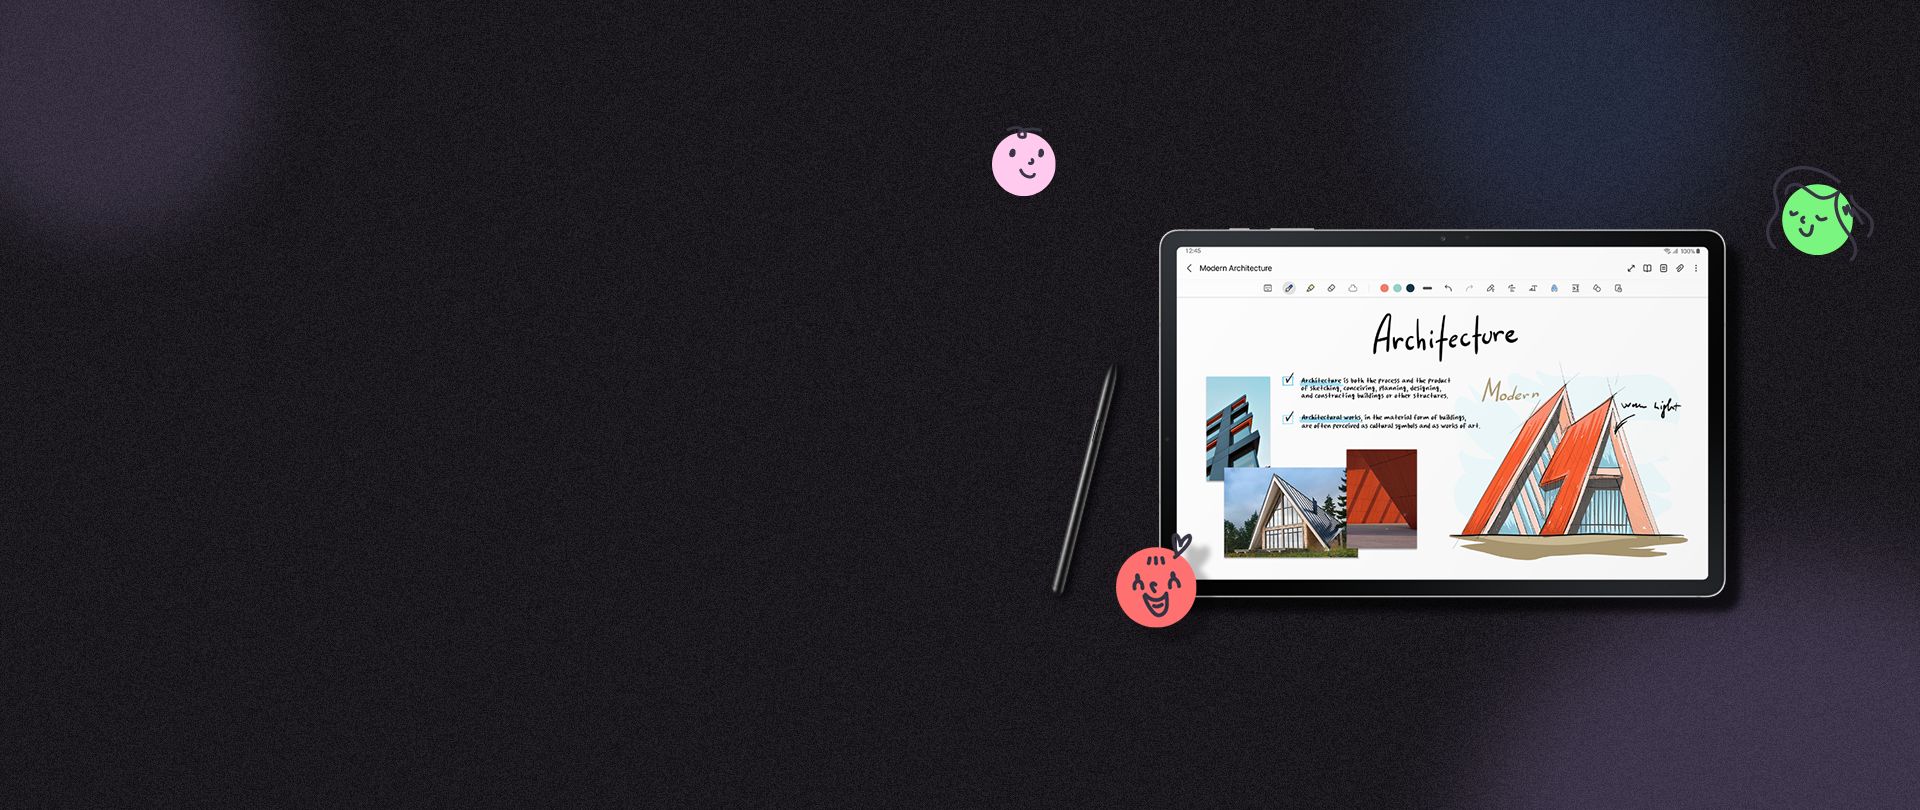 12:45
100%
Modern Architecture
Architecture
Architecture is both the process and the product
of sketching, conceiving, planning, designing,
and constructing buildings or other structures.
Architectural works, in the material form of buildings,
are often perceived as cultural symbols and as works of art.
Modern
warm light